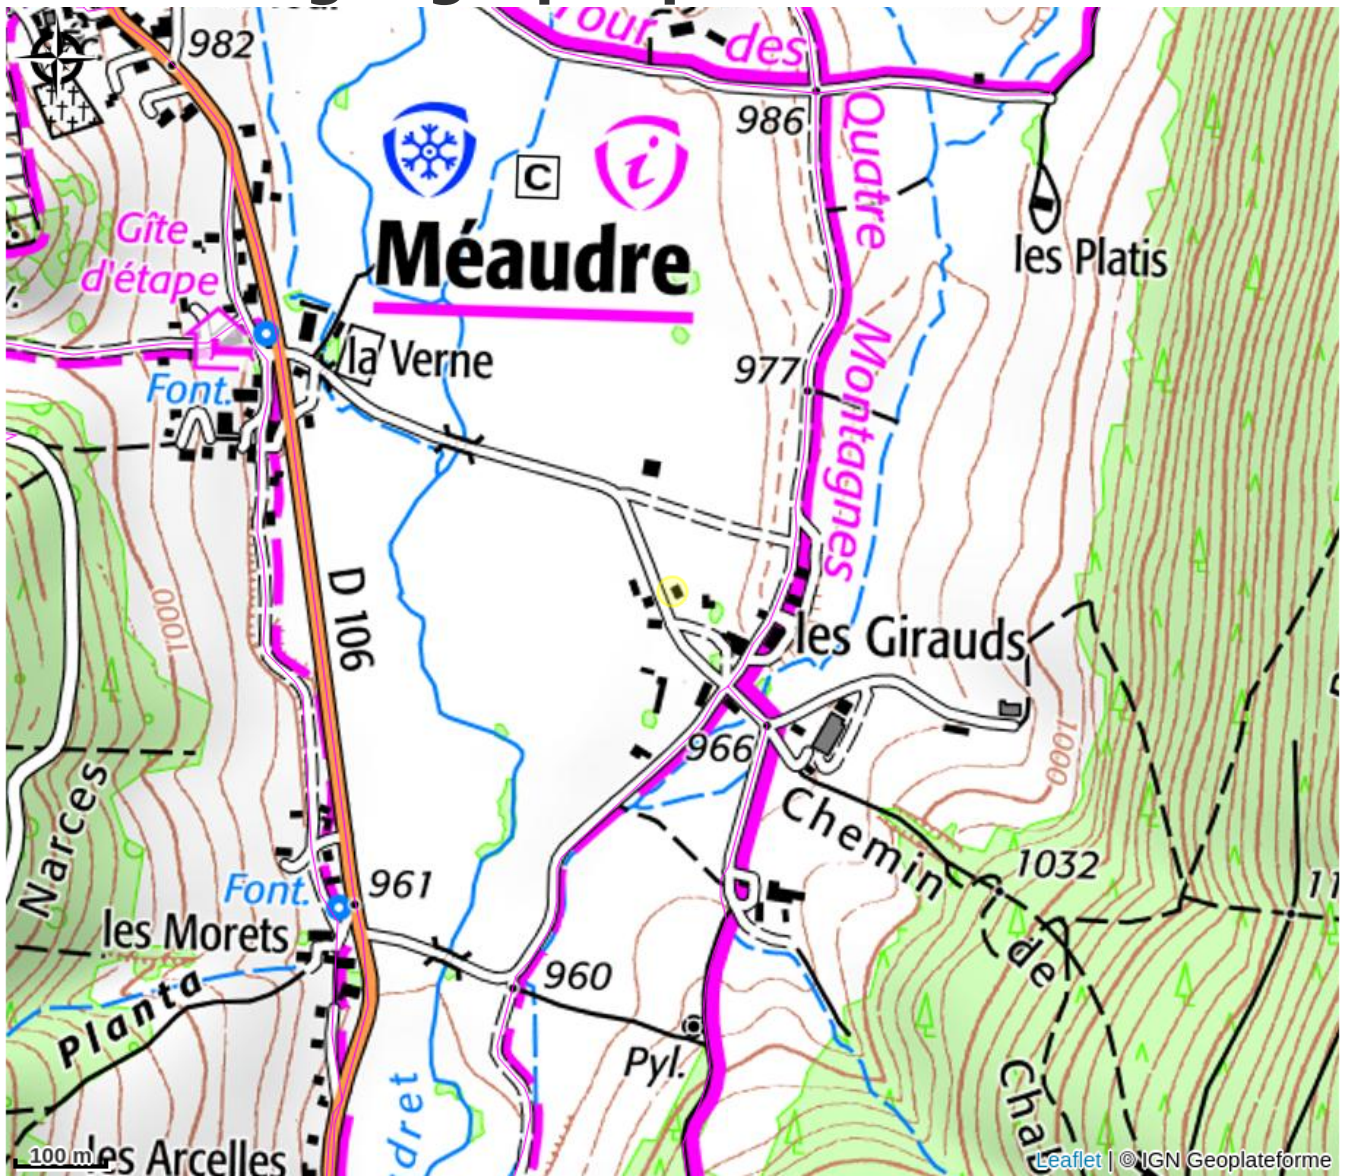 982
Tour
des
986
Quatre
C
i
Gîte
d'étape
Méaudre
les Platis
la Verne
977
Montagnes
Font.
D 106
1000
les Girauds
966
1000
Narces
Chemin
1032
11
Font.
961
les Morets
de
960
Planta
Pyl.
Cha
dret
100 m
les Arcelles
Leaflet | © IGN Geoplateforme